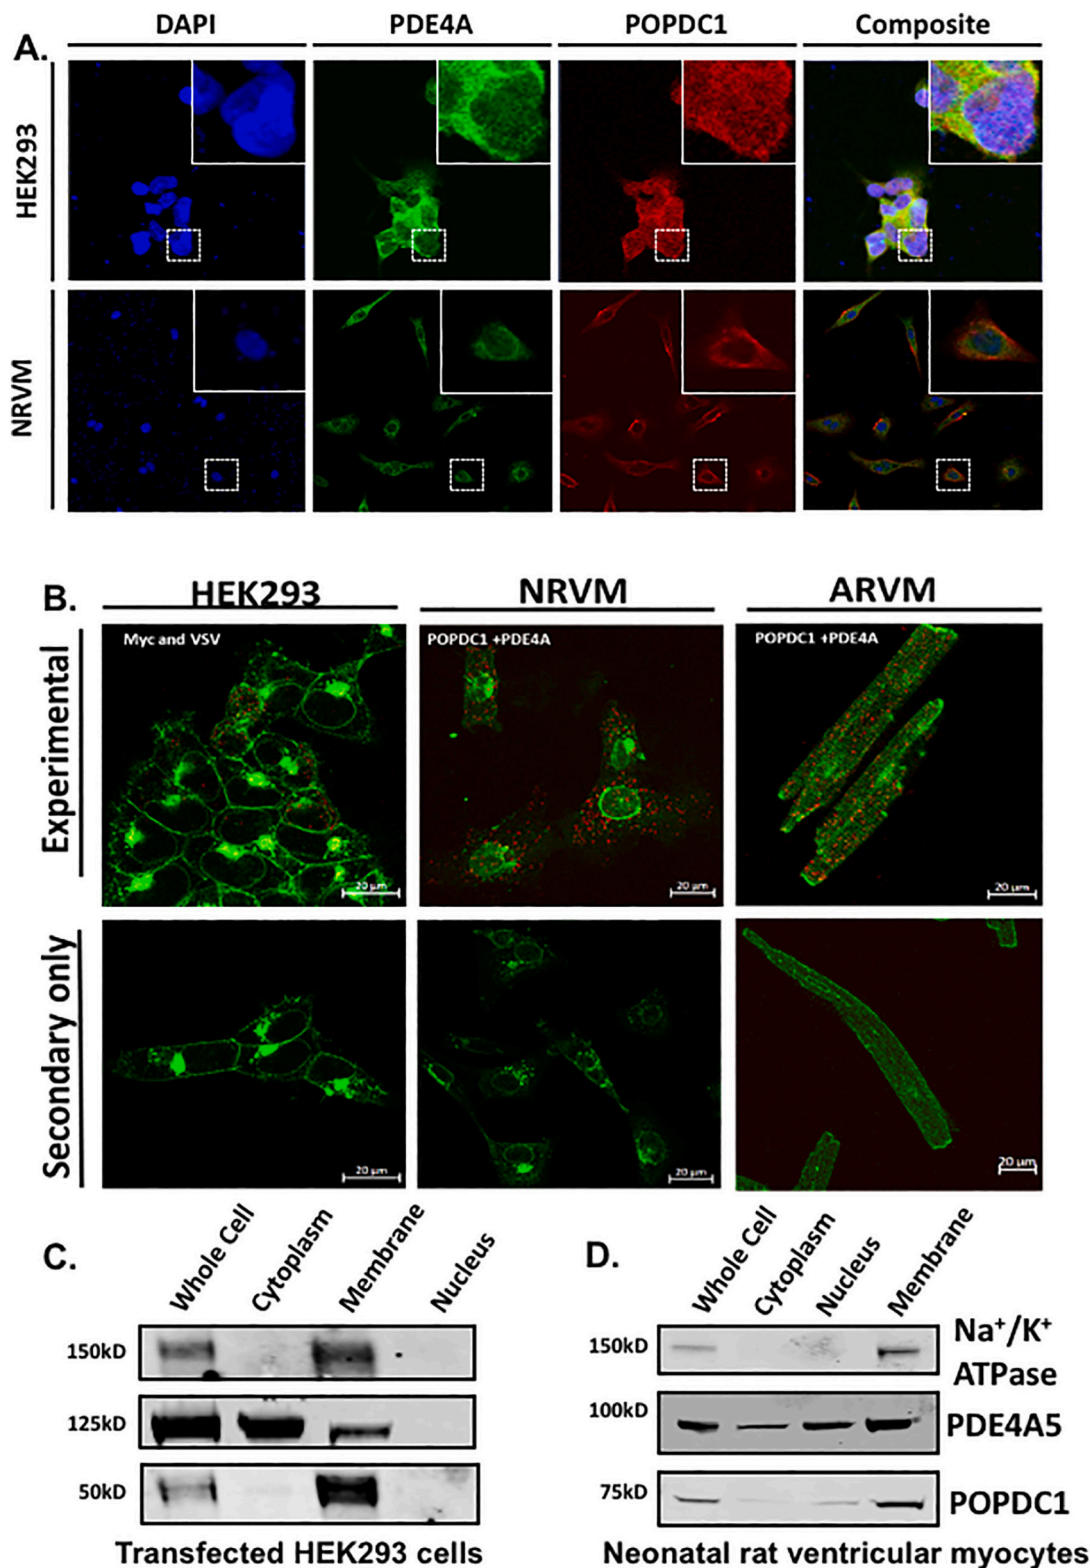 A.
DAPI PDE4A POPDC1 Composite
HEK293
NRVM
B.
HEK293 NRVM ARVM
Experimental
Myc and VSV
POPDC1 +PDE4A
POPDC1 +PDE4A
20 μm
20 μm
20 μm
Secondary only
20 μm
20 μm
20 μm
C.
Whole Cell Cytoplasm Membrane Nucleus
150kD
125kD
50kD
Transfected HEK293 cells
D.
Whole Cell Cytoplasm Nucleus Membrane
150kD Na⁺/K⁺
ATPase
100kD PDE4A5
75kD POPDC1
Neonatal rat ventricular myocytes